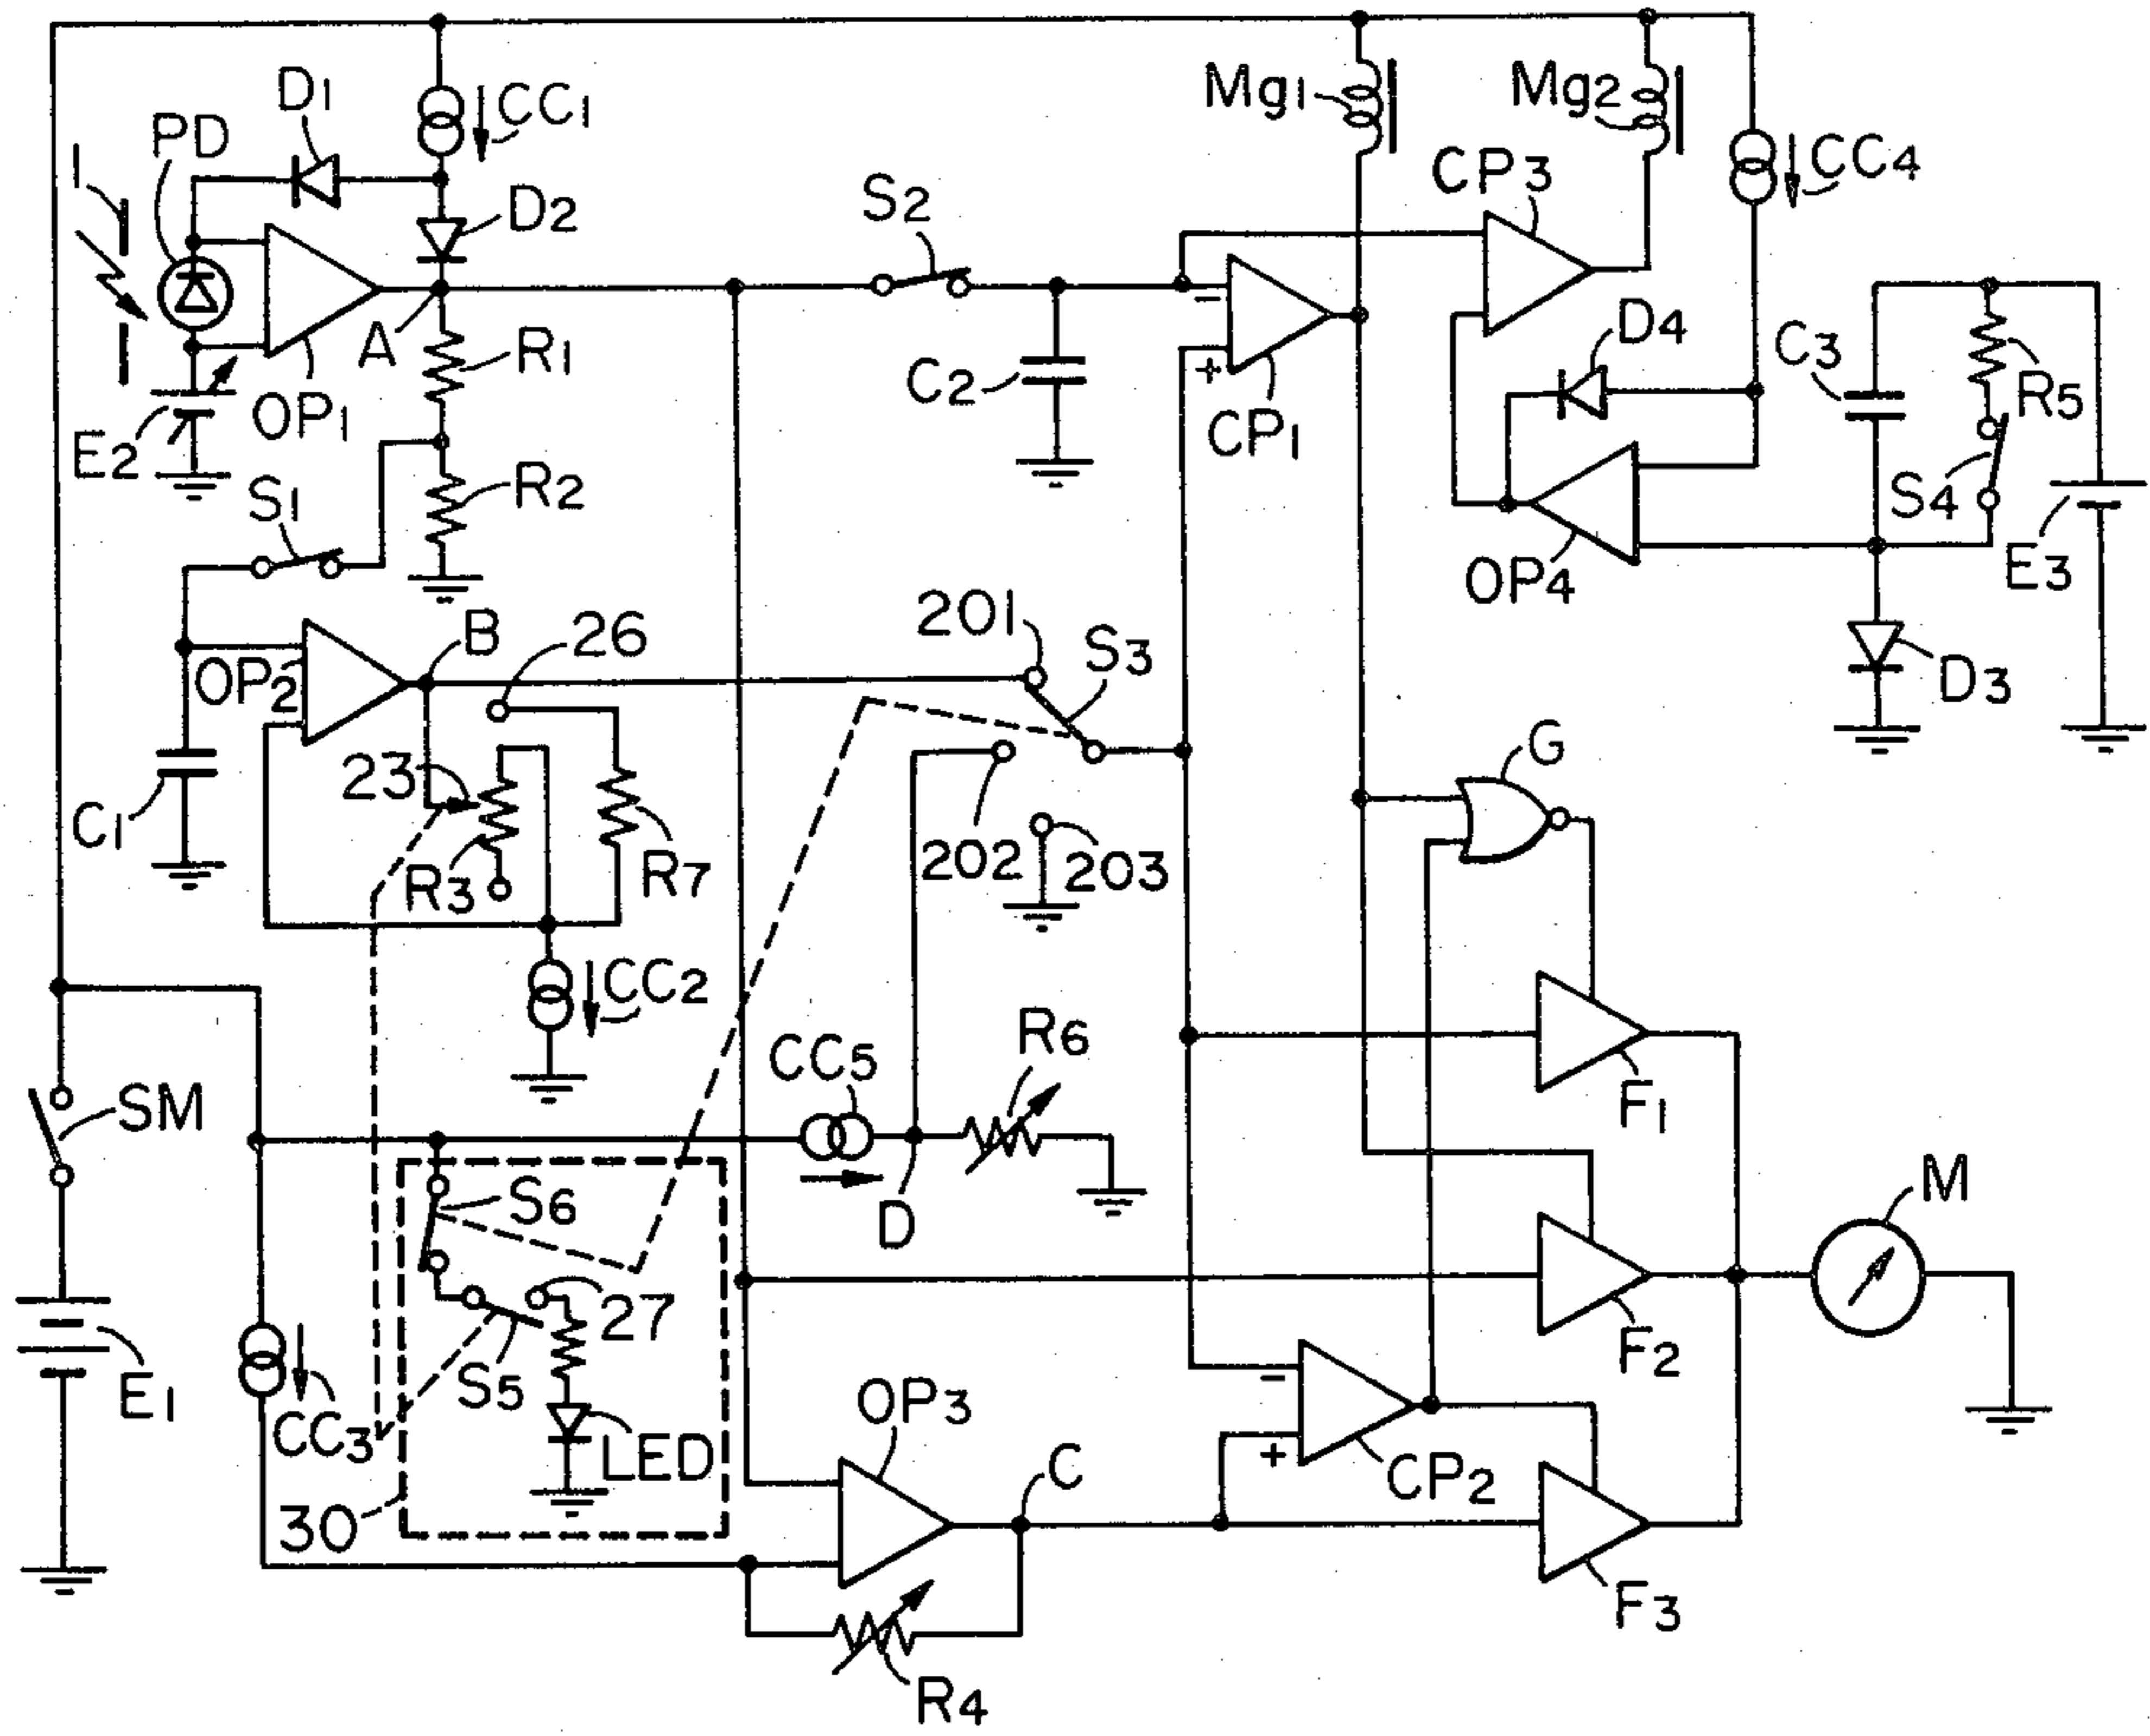 Mg1
Mg2
D1
CC1
PD
I
CP3
CC4
S2
D2
D4
A
R1
C3
R5
C2
E2
OP1
CP1
S1
R2
S4
E3
OP4
201
S3
B
26
OP2
D3
G
23
C1
202
203
R3
R7
CC2
R6
CC5
SM
F1
M
S6
D
27
F2
E1
S5
OP3
CC3
LED
C
CP2
30
F3
R4
-
+
-
+